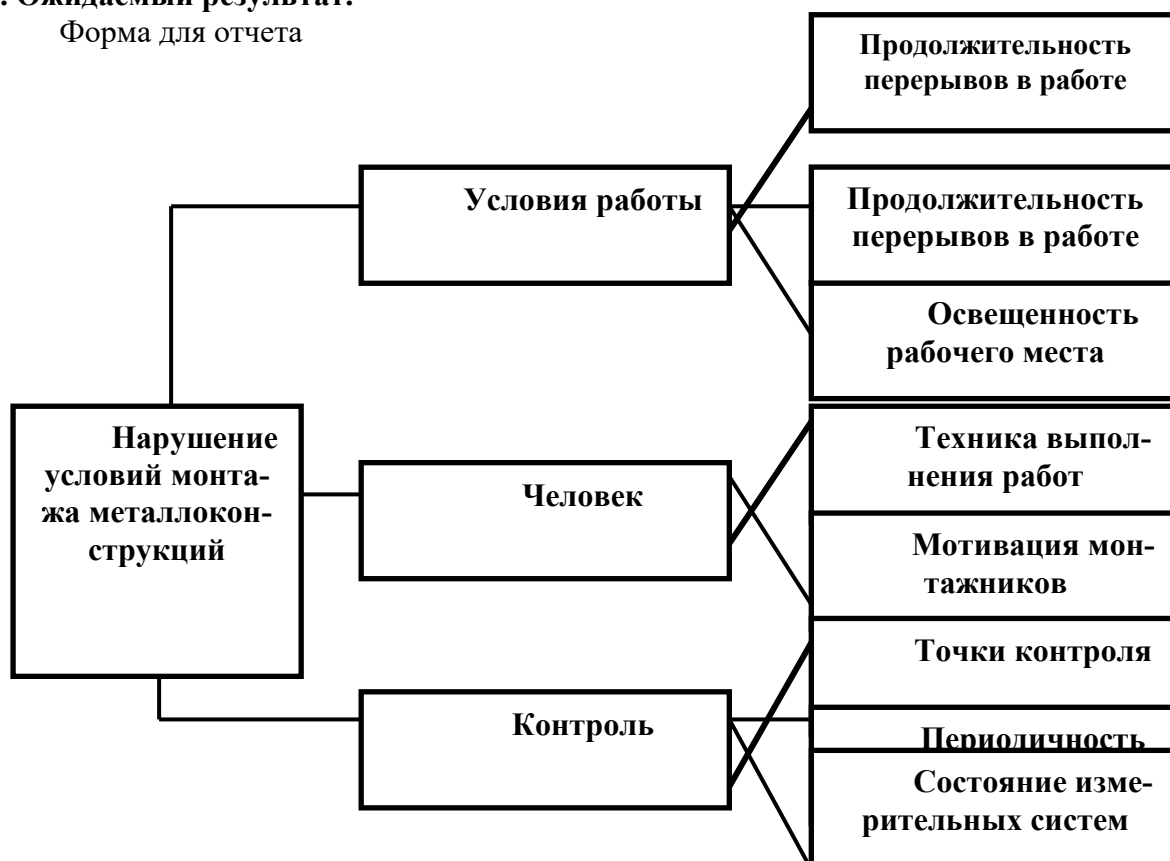 . Ожидаемый результат.
Форма для отчета
Продолжительность
перерывов в работе
Условия работы
Продолжительность
перерывов в работе
Освещенность
рабочего места
Нарушение
условий монта-
жа металлокон-
струкций
Человек
Техника выпол-
нения работ
Мотивация мон-
тажников
Контроль
Точки контроля
Периодичность
Состояние изме-
рительных систем